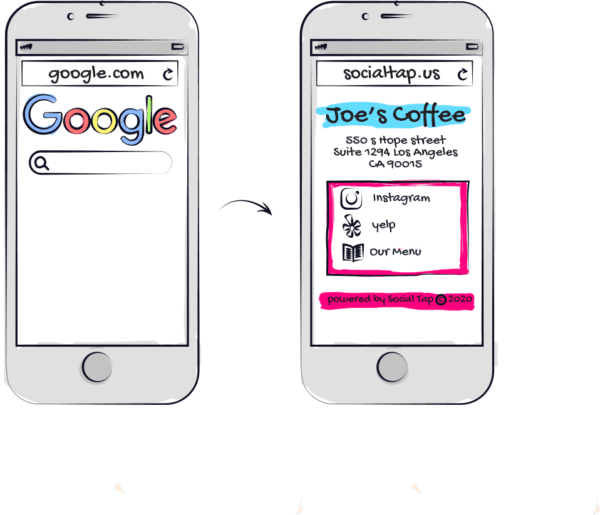 google.com
Google
socialtap.us
Joe's Coffee
550 s Hope street
Suite 1294 Los Angeles
CA 90015
Instagram
yelp
our Menu
powered by Social Tap © 2020